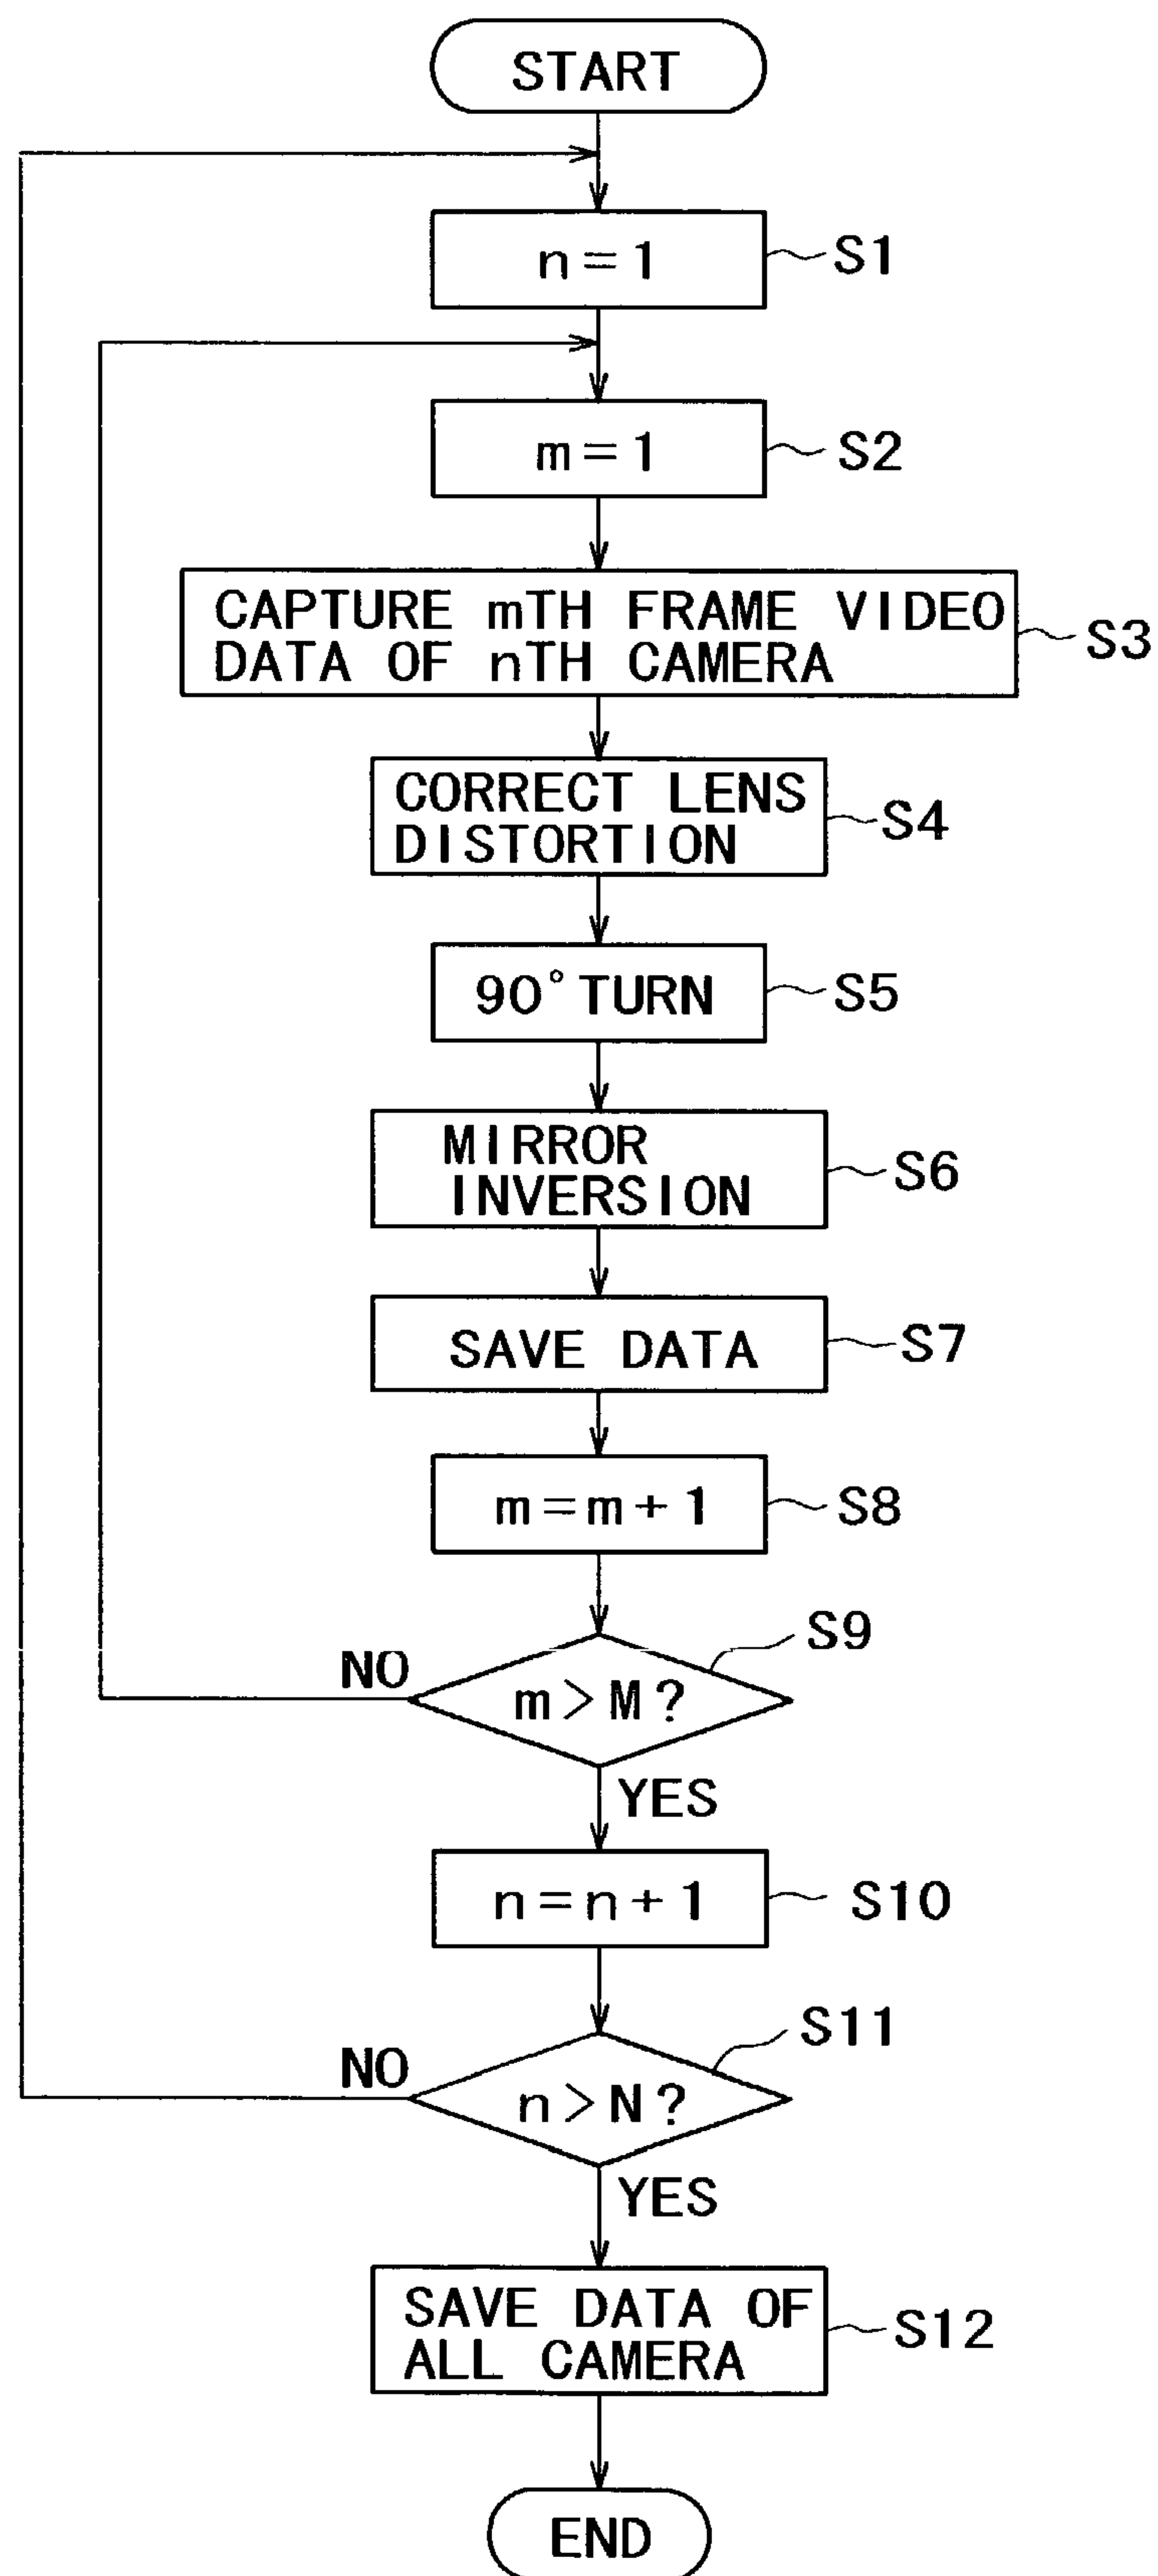 START
n=1
S1
m=1
S2
CAPTURE mTH FRAME VIDEO
DATA OF nTH CAMERA
S3
CORRECT LENS
DISTORTION
S4
90° TURN
S5
MIRROR
INVERSION
S6
SAVE DATA
S7
m=m+1
S8
S9
NO
m>M?
YES
n=n+1
S10
S11
NO
n>N?
YES
SAVE DATA OF
ALL CAMERA
S12
END